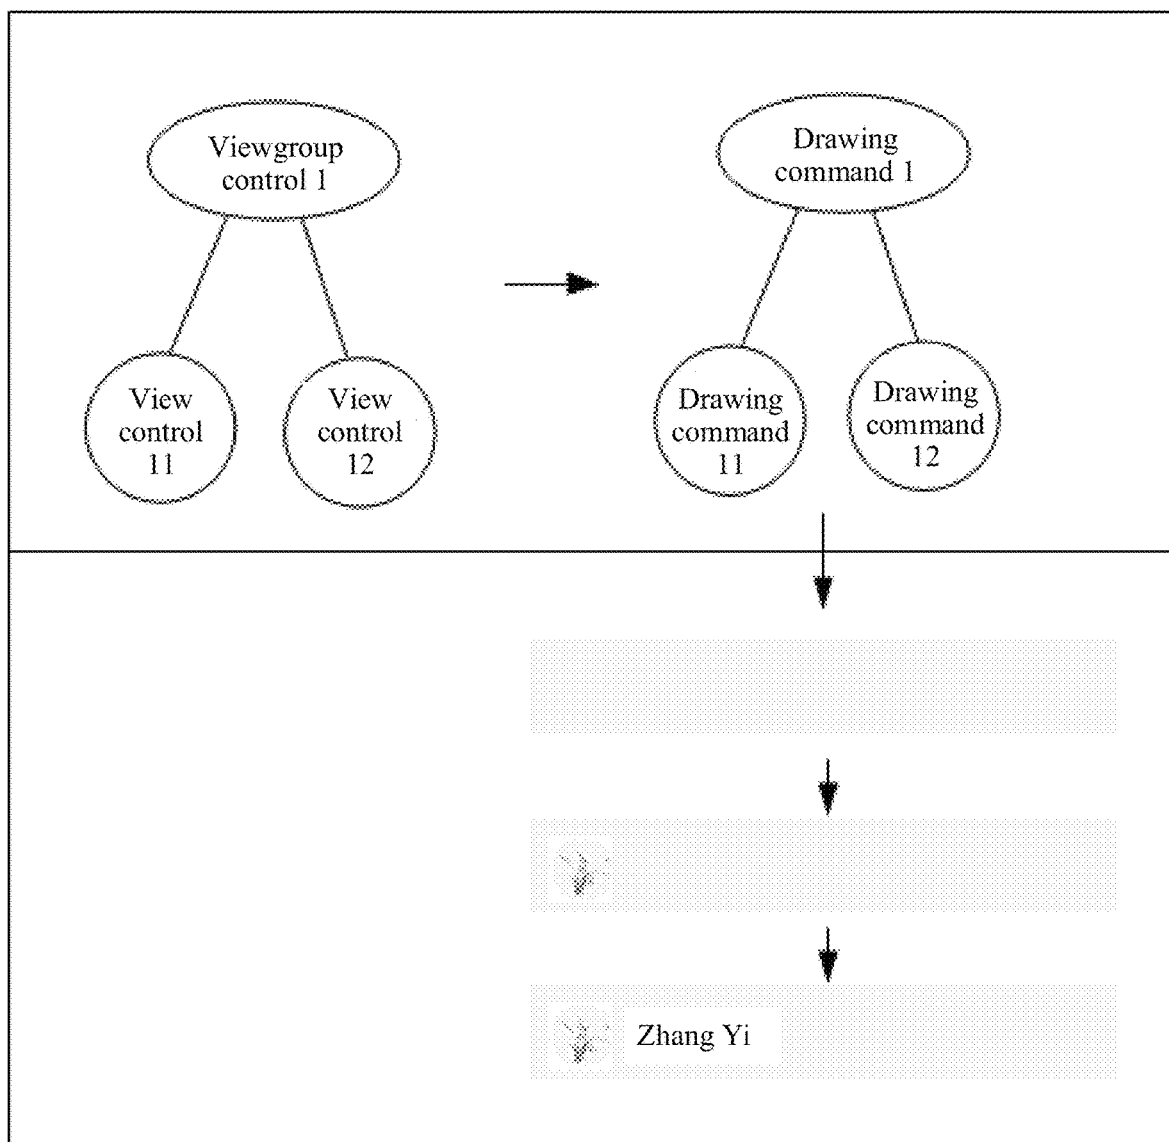 Viewgroup
control 1
Drawing
command 1
View
control
11
View
control
12
Drawing
command
11
Drawing
command
12
Zhang Yi